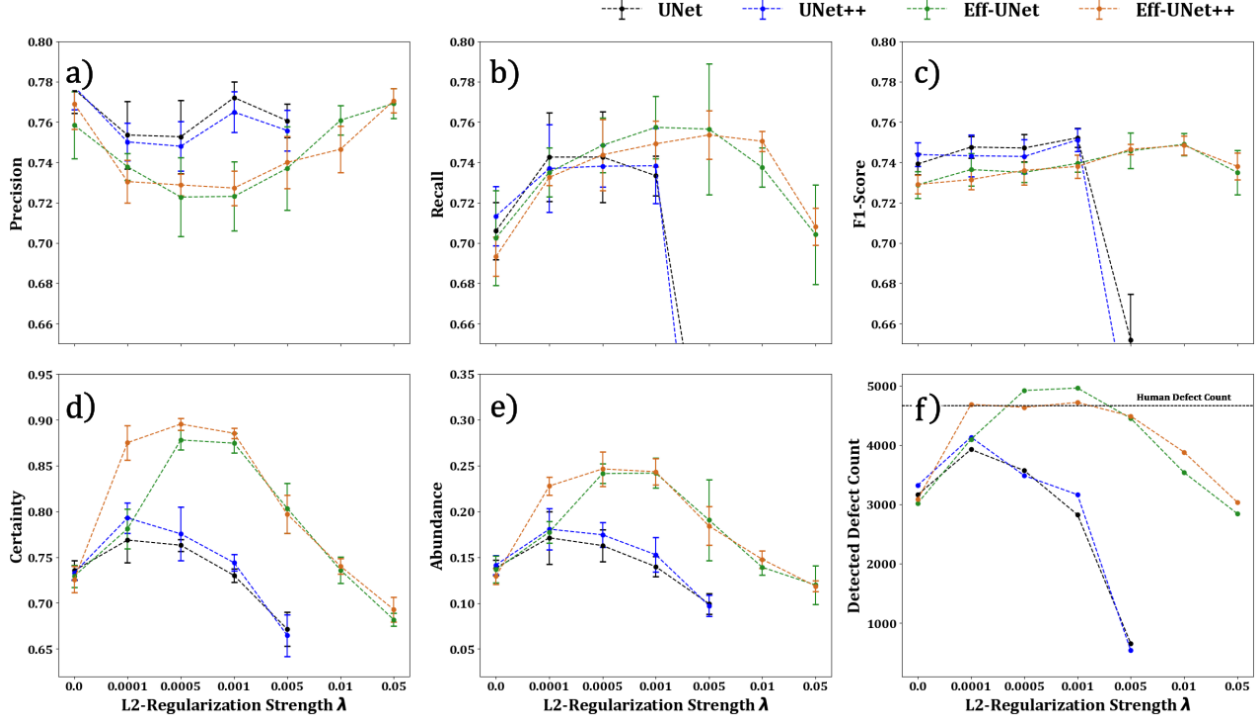 UNet UNet++ Eff-UNet Eff-UNet++
a)
0.80
0.78
0.76
0.74
0.72
0.70
0.68
0.66
Precision
b)
0.80
0.78
0.76
0.74
0.72
0.70
0.68
0.66
Recall
c)
0.80
0.78
0.76
0.74
0.72
0.70
0.68
0.66
F1-Score
d)
0.95
0.90
0.85
0.80
0.75
0.70
0.65
Certainty
0.0 0.0001 0.0005 0.001 0.005 0.01 0.05
L2-Regularization Strength λ
e)
0.35
0.30
0.25
0.20
0.15
0.10
0.05
Abundance
0.0 0.0001 0.0005 0.001 0.005 0.01 0.05
L2-Regularization Strength λ
f)
Human Defect Count
5000
4000
3000
2000
1000
Detected Defect Count
0.0 0.0001 0.0005 0.001 0.005 0.01 0.05
L2-Regularization Strength λ